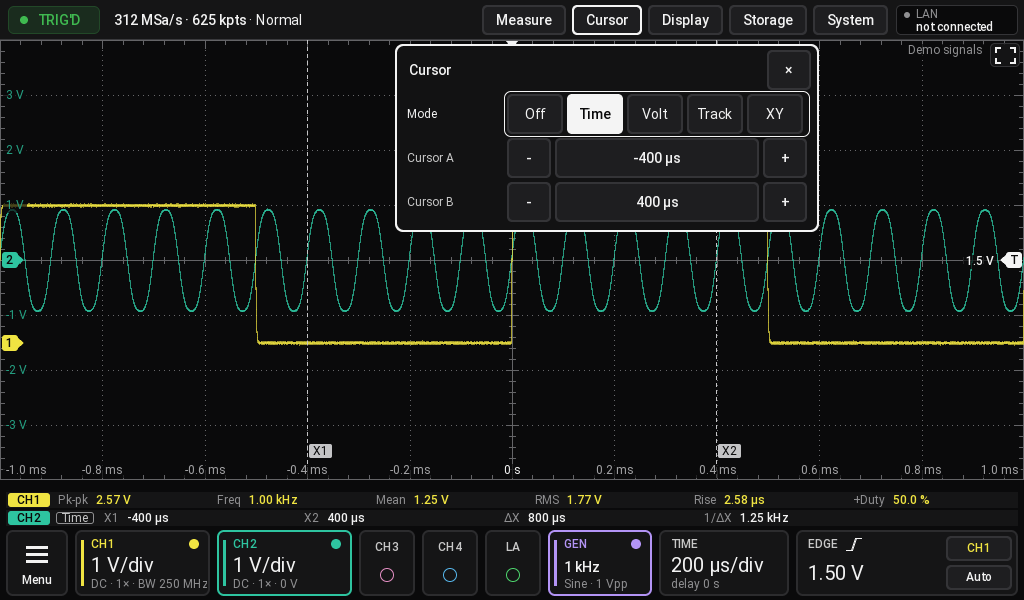 TRIG'D 312 MSa/s · 625 kpts · Normal Measure Cursor Display Storage System LAN
not connected
Demo signals
Cursor ×
Mode Off Time Volt Track XY
Cursor A - -400 µs +
Cursor B - 400 µs +
3 V
2 V
1 V
2 1.5 V T
-1 V
1
-2 V
-3 V
X1 X2
-1.0 ms -0.8 ms -0.6 ms -0.4 ms -0.2 ms 0 s 0.2 ms 0.4 ms 0.6 ms 0.8 ms 1.0 ms
CH1 Pk-pk 2.57 V Freq 1.00 kHz Mean 1.25 V RMS 1.77 V Rise 2.58 µs +Duty 50.0 %
CH2 Time X1 -400 µs X2 400 µs ΔX 800 µs 1/ΔX 1.25 kHz
Menu
CH1
1 V/div
DC · 1× · BW 250 MHz
CH2
1 V/div
DC · 1× · 0 V
CH3
CH4
LA
GEN
1 kHz
Sine · 1 Vpp
TIME
200 µs/div
delay 0 s
EDGE
1.50 V
CH1
Auto